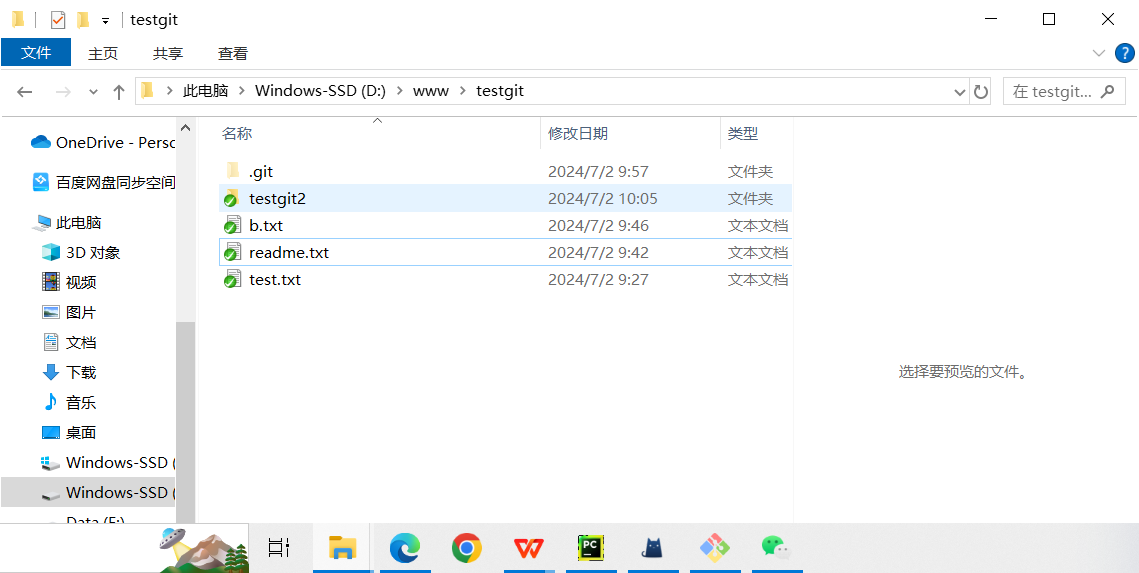 testgit
文件 主页 共享 查看 ?
此电脑 Windows-SSD (D:) www testgit 在 testgit...
名称 修改日期 类型
OneDrive - Perso
百度网盘同步空间
此电脑
3D 对象
视频
图片
文档
下载
音乐
桌面
Windows-SSD (
Windows-SSD (
Data (E:)
.git 2024/7/2 9:57 文件夹
testgit2 2024/7/2 10:05 文件夹
b.txt 2024/7/2 9:46 文本文档
readme.txt 2024/7/2 9:42 文本文档
test.txt 2024/7/2 9:27 文本文档
选择要预览的文件。
PC